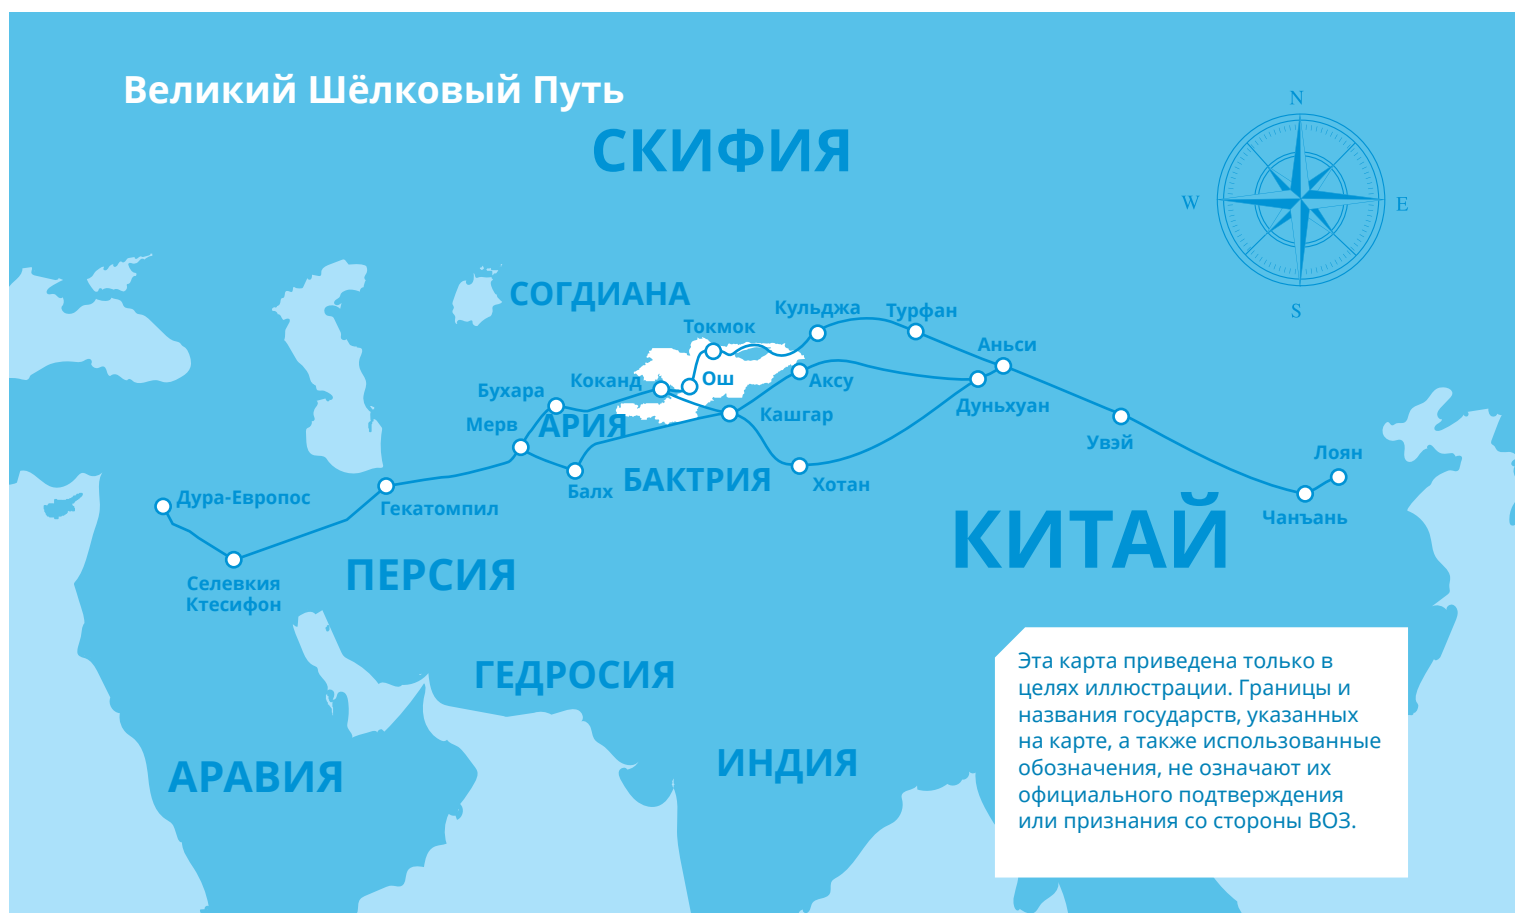 Великий Шёлковый Путь
СКИФИЯ
N
W
E
S
СОГДИАНА
Кульджа
Турфан
Токмок
Аньси
Ош
Коканд
Аксу
Бухара
Дуньхуан
Кашгар
Мерв
АРИЯ
Увэй
Лоян
БАКТРИЯ
Хотан
Балх
Дура-Европос
Гекатомпил
Чанъань
КИТАЙ
ПЕРСИЯ
Селевкия
Ктесифон
ГЕДРОСИЯ
ИНДИЯ
АРАВИЯ
Эта карта приведена только в
целях иллюстрации. Границы и
названия государств, указанных
на карте, а также использованные
обозначения, не означают их
официального подтверждения
или признания со стороны ВОЗ.